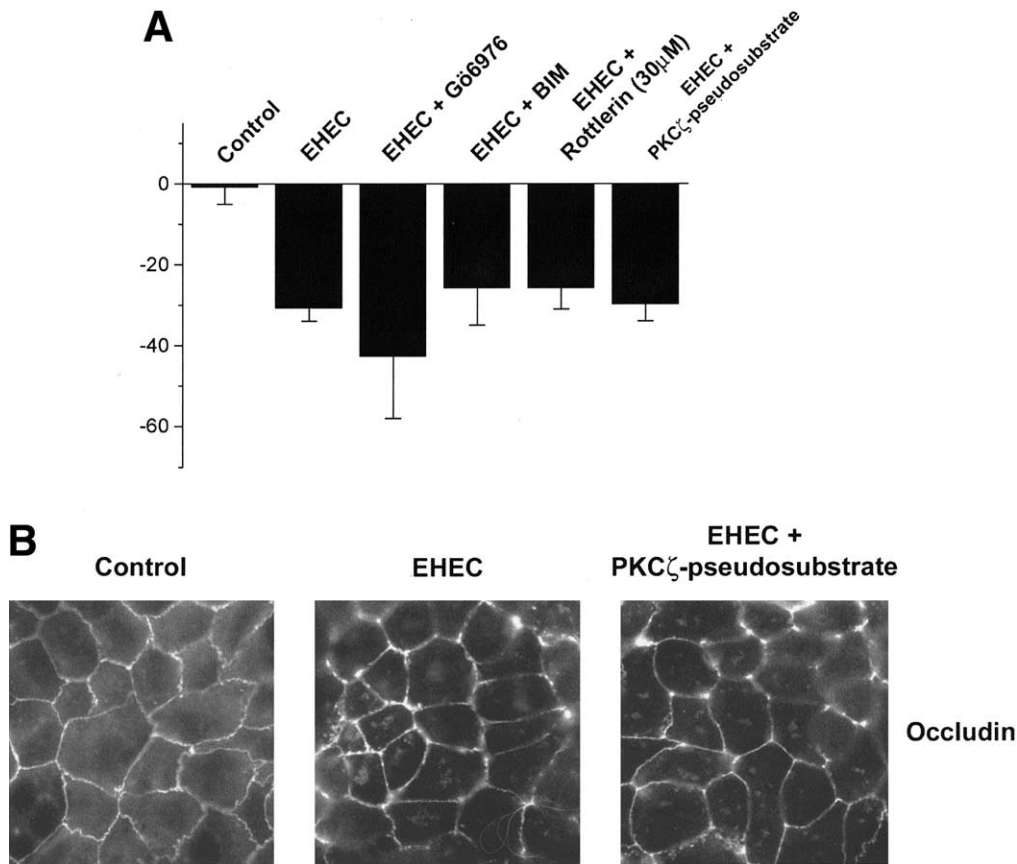 A
Control
EHEC
EHEC + Gö6976
EHEC + BIM
EHEC +
Rottlerin (30μM)
EHEC +
PKCζ-pseudosubstrate
0
-20
-40
-60
B
Control
EHEC
EHEC +
PKCζ-pseudosubstrate
Occludin